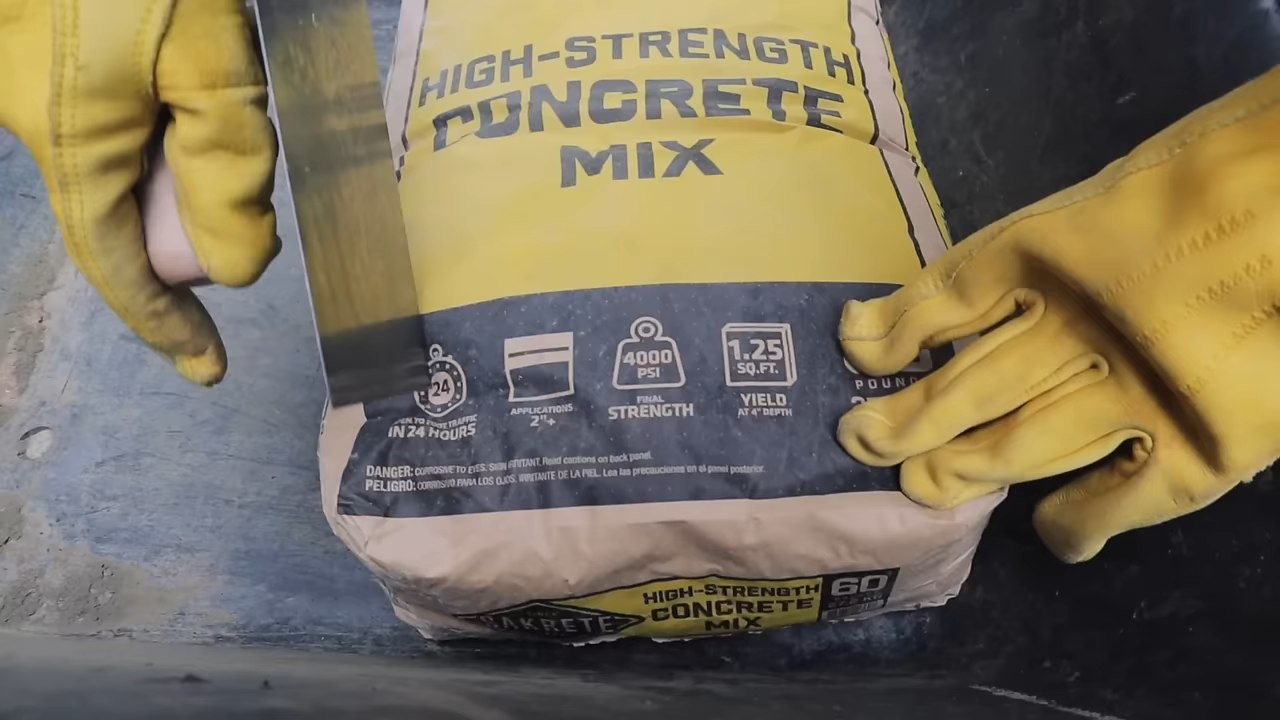 HIGH-STRENGTH
CONCRETE
MIX
24
IN 24 HOURS
APPLICATIONS
2"+
4000
PSI
FINAL
STRENGTH
1.25
SQ.FT.
YIELD
AT 4" DEPTH
DANGER: CORROSIVE TO EYES. SKIN IRRITANT. Read cautions on back panel.
PELIGRO: CORROSIVO PARA LOS OJOS. IRRITANTE DE LA PIEL. Lea las precauciones en el panel posterior.
HIGH-STRENGTH
CONCRETE
MIX
60